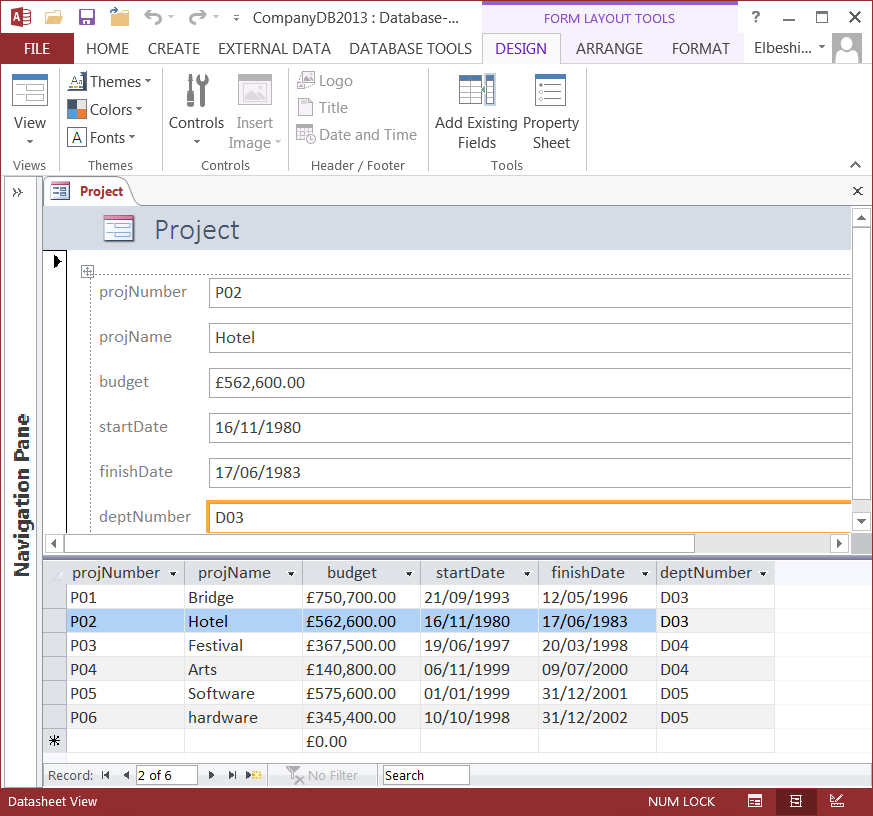 CompanyDB2013 : Database-... FORM LAYOUT TOOLS ?
FILE HOME CREATE EXTERNAL DATA DATABASE TOOLS DESIGN ARRANGE FORMAT Elbeshi...
View
Views
Aa Themes
Colors
A Fonts
Themes
Controls Insert
Image
Controls
Logo
Title
Date and Time
Header / Footer
Add Existing Property
Fields Sheet
Tools
Project
Navigation Pane
Project
projNumber P02
projName Hotel
budget £562,600.00
startDate 16/11/1980
finishDate 17/06/1983
deptNumber D03
projNumber projName budget startDate finishDate deptNumber
P01 Bridge £750,700.00 21/09/1993 12/05/1996 D03
P02 Hotel £562,600.00 16/11/1980 17/06/1983 D03
P03 Festival £367,500.00 19/06/1997 20/03/1998 D04
P04 Arts £140,800.00 06/11/1999 09/07/2000 D04
P05 Software £575,600.00 01/01/1999 31/12/2001 D05
P06 hardware £345,400.00 10/10/1998 31/12/2002 D05
£0.00
Record: 2 of 6 No Filter Search
Datasheet View NUM LOCK